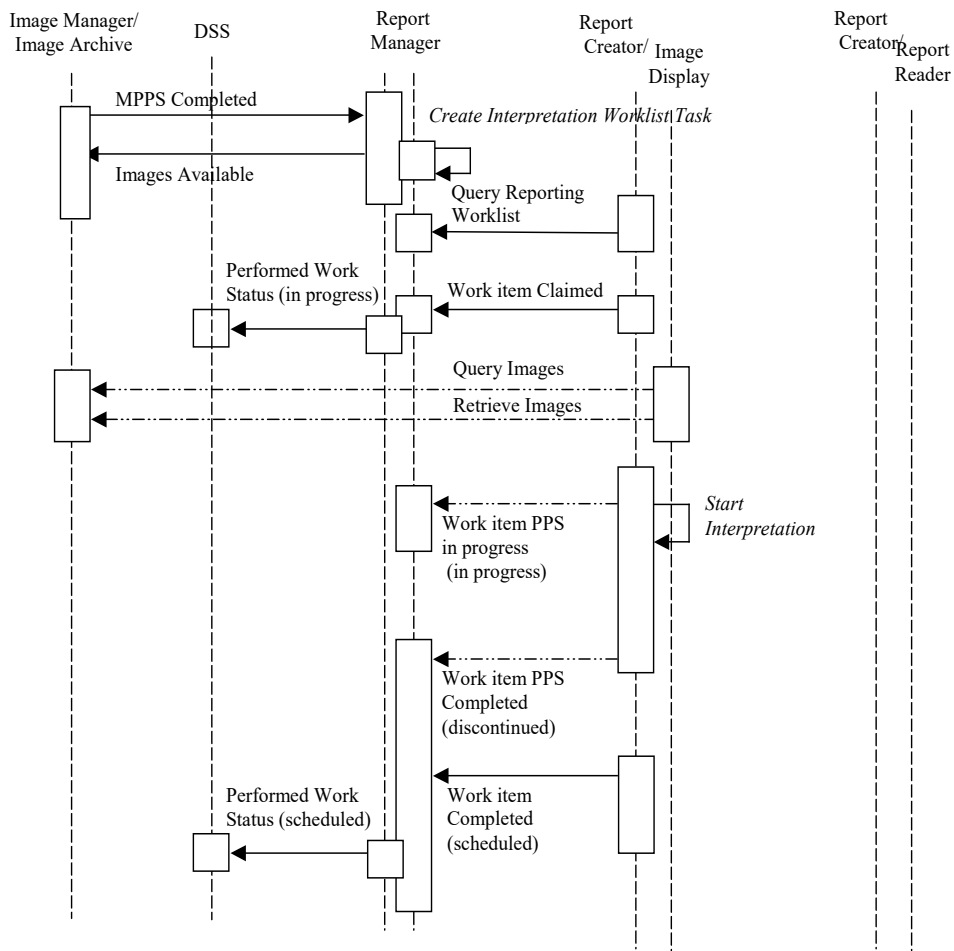 Image Manager/
Image Archive
DSS
Report
Manager
Report
Creator/
Image
Display
Report
Creator/
Report
Reader
MPPS Completed
Create Interpretation Worklist Task
Images Available
Query Reporting
Worklist
Performed Work
Status (in progress)
Work item Claimed
Query Images
Retrieve Images
Start
Interpretation
Work item PPS
in progress
(in progress)
Work item PPS
Completed
(discontinued)
Performed Work
Status (scheduled)
Work item
Completed
(scheduled)